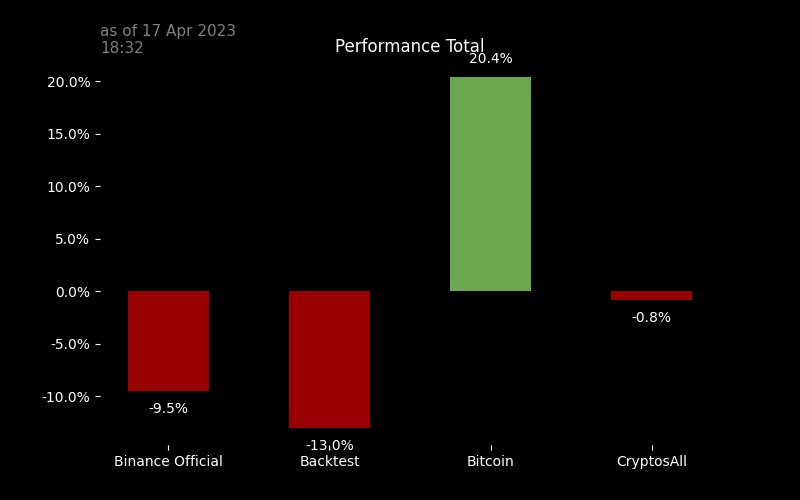 as of 17 Apr 2023
18:32
Performance Total
20.4%
20.0%
15.0%
10.0%
5.0%
0.0%
-5.0%
-10.0%
-0.8%
-9.5%
-13.0%
Binance Official
Backtest
Bitcoin
CryptosAll